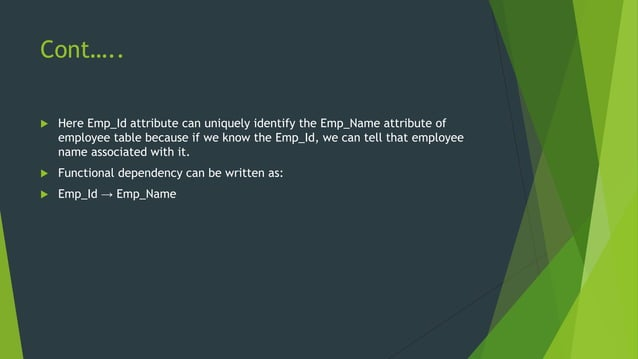 Cont…..
Here Emp_Id attribute can uniquely identify the Emp_Name attribute of
employee table because if we know the Emp_Id, we can tell that employee
name associated with it.
Functional dependency can be written as:
Emp_Id → Emp_Name